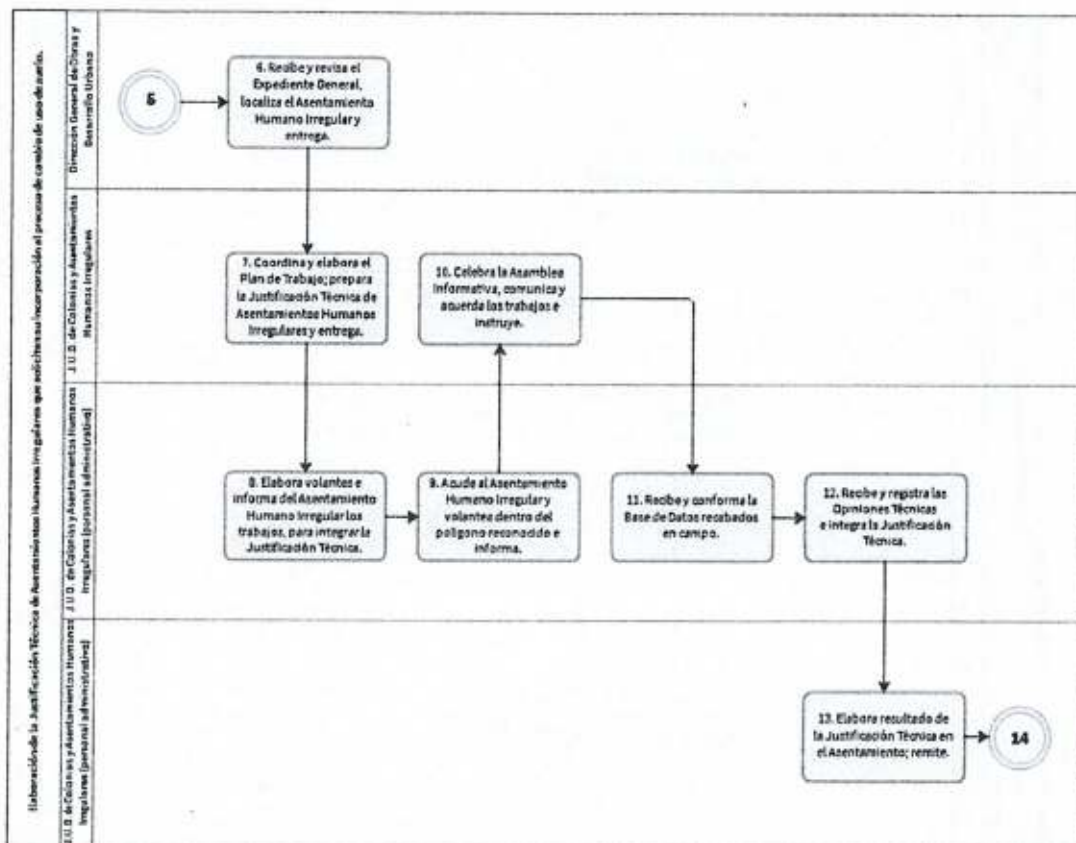 Elaboración de la Justificación Técnica de Asentamientos Humanos Irregulares que solicitan su incorporación al proceso de cambio de uso de suelo.
Dirección General de Obras y
Desarrollo Urbano
5
6. Recibe y revisa el
Expediente General,
localiza el Asentamiento
Humano Irregular y
entrega.
J.U.D. de Colonias y Asentamientos
Humanos Irregulares
7. Coordina y elabora el
Plan de Trabajo; prepara
la Justificación Técnica de
Asentamientos Humanos
Irregulares y entrega.
10. Celebra la Asamblea
Informativa, comunica y
acuerda los trabajos e
instruye.
J.U.D. de Colonias y Asentamientos Humanos
Irregulares (personal administrativo)
8. Elabora volantes e
informa del Asentamiento
Humano Irregular los
trabajos, para integrar la
Justificación Técnica.
9. Acude al Asentamiento
Humano Irregular y
volantea dentro del
polígono reconocido e
informa.
11. Recibe y conforma la
Base de Datos recabados
en campo.
12. Recibe y registra las
Opiniones Técnicas
e integra la Justificación
Técnica.
J.U.D. de Colonias y Asentamientos Humanos
Irregulares (personal administrativo)
13. Elabora resultado de
la Justificación Técnica en
el Asentamiento; remite.
14